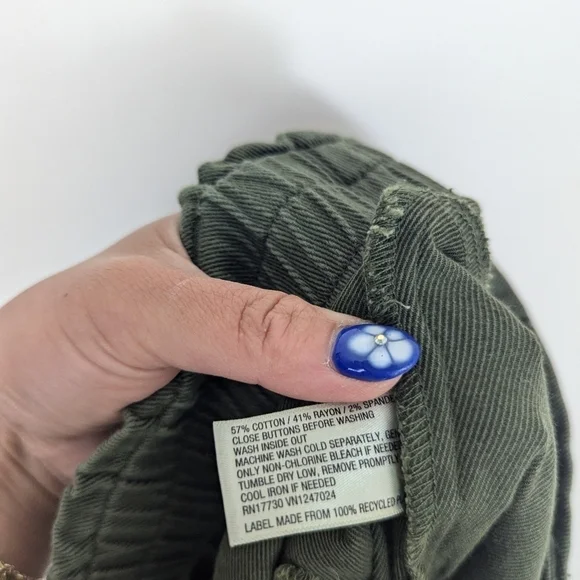 57% COTTON / 41% RAYON / 2% SPAND
CLOSE BUTTONS BEFORE WASHING
WASH INSIDE OUT
MACHINE WASH COLD SEPARATELY, GEN
ONLY NON-CHLORINE BLEACH IF NEEDED
TUMBLE DRY LOW, REMOVE PROMPTLY
COOL IRON IF NEEDED
RN17730 VN1247024
LABEL MADE FROM 100% RECYCLED